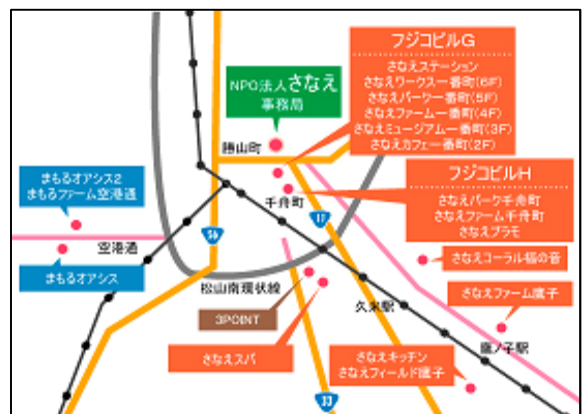 フジコビルG
さなえステーション
さなえワークス一番町(6F)
さなえパーク一番町(5F)
さなえファーム一番町(4F)
さなえミュージアム一番町(3F)
さなえカフェ一番町(2F)
NPO法人さなえ
事務局
勝山町
フジコビルH
さなえパーク千舟町
さなえファーム千舟町
さなえプラモ
千舟町
まもるオアシス2
まもるファーム空港通
空港通
まもるオアシス
56
11
さなえコーラル福の音
松山南環状線
3POINT
久米駅
さなえファーム鷹子
鷹ノ子駅
さなえスパ
さなえキッチン
さなえフィールド鷹子
33